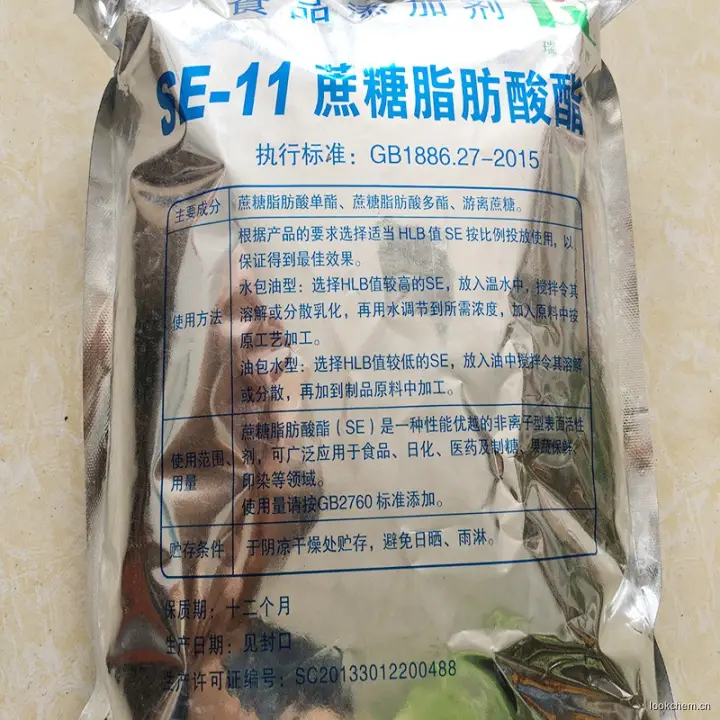 食品添加剂
瑞
SE-11 蔗糖脂肪酸酯
执行标准：GB1886.27-2015
主要成分
蔗糖脂肪酸单酯、蔗糖脂肪酸多酯、游离蔗糖。
使用方法
根据产品的要求选择适当HLB值SE按比例投放使用，以
保证得到最佳效果。
水包油型：选择HLB值较高的SE，放入温水中，搅拌令其
溶解或分散乳化，再用水调节到所需浓度，加入原料中按
原工艺加工。
油包水型：选择HLB值较低的SE，放入油中搅拌令其溶解
或分散，再加到制品原料中加工。
使用范围、
用量
蔗糖脂肪酸酯（SE）是一种性能优越的非离子型表面活性
剂，可广泛应用于食品、日化、医药及制糖、果蔬保鲜、
印染等领域。
使用量请按GB2760标准添加。
贮存条件
于阴凉干燥处贮存，避免日晒、雨淋。
保质期：十二个月
生产日期：见封口
生产许可证编号：SC20133012200488
lookchem.cn